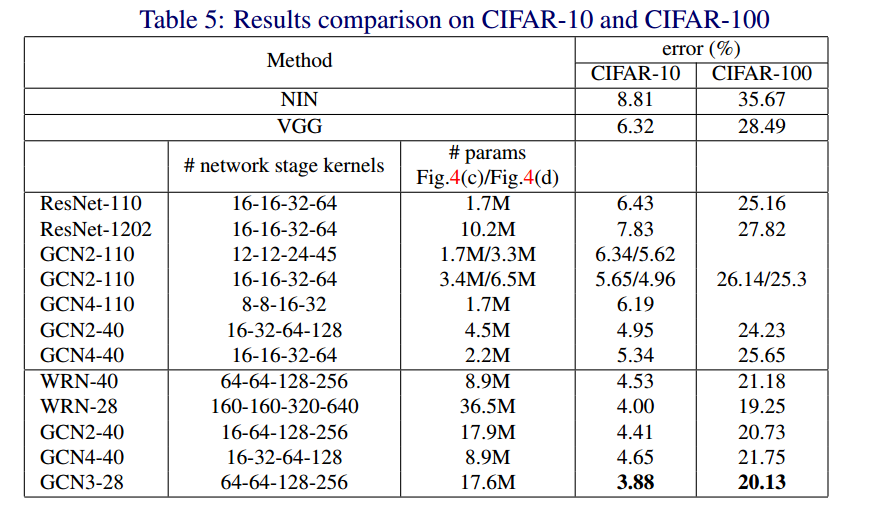 Table 5: Results comparison on CIFAR-10 and CIFAR-100
Method error (%)
CIFAR-10 CIFAR-100
NIN 8.81 35.67
VGG 6.32 28.49
# network stage kernels # params Fig.4(c)/Fig.4(d)
ResNet-110 16-16-32-64 1.7M 6.43 25.16
ResNet-1202 16-16-32-64 10.2M 7.83 27.82
GCN2-110 12-12-24-45 1.7M/3.3M 6.34/5.62
GCN2-110 16-16-32-64 3.4M/6.5M 5.65/4.96 26.14/25.3
GCN4-110 8-8-16-32 1.7M 6.19
GCN2-40 16-32-64-128 4.5M 4.95 24.23
GCN4-40 16-16-32-64 2.2M 5.34 25.65
WRN-40 64-64-128-256 8.9M 4.53 21.18
WRN-28 160-160-320-640 36.5M 4.00 19.25
GCN2-40 16-64-128-256 17.9M 4.41 20.73
GCN4-40 16-32-64-128 8.9M 4.65 21.75
GCN3-28 64-64-128-256 17.6M 3.88 20.13